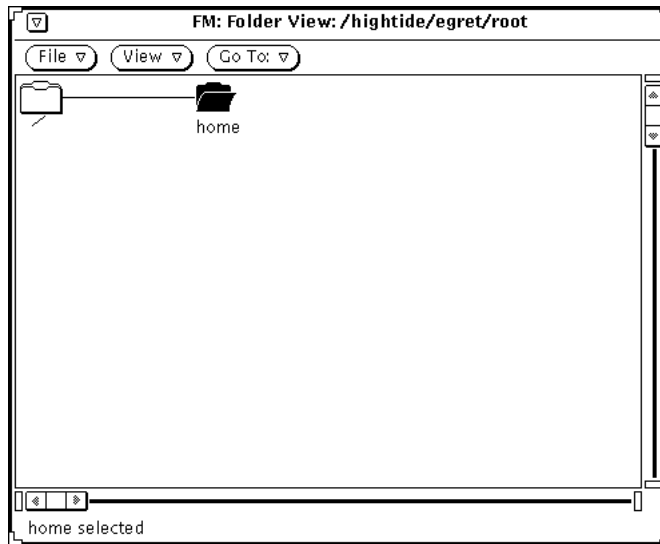 FM: Folder View: /hightide/egret/root
File View Go To:
/
home
home selected